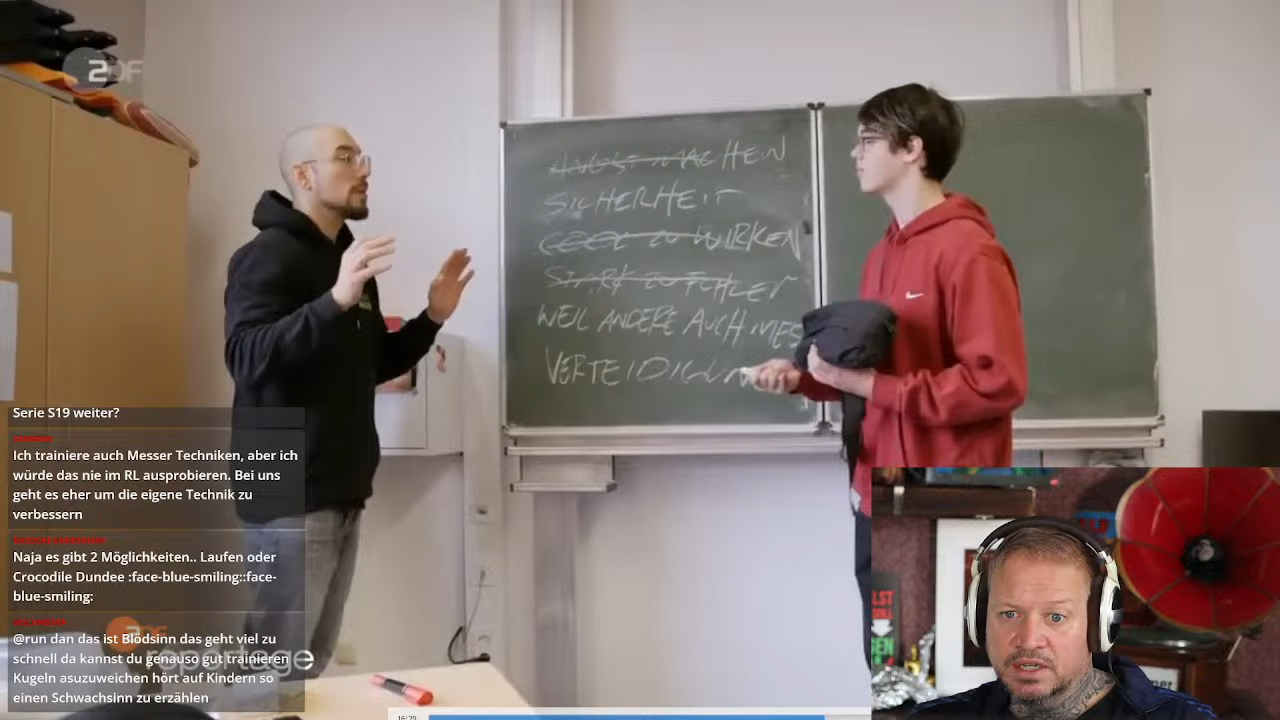 ZDF
ANGST MACHEN
SICHERHEIT
COOL ZU WIRKEN
STARK ZU FÜHLEN
WEIL ANDERE AUCH MES
VERTEIDIGUN
Serie S19 weiter?
Ich trainiere auch Messer Techniken, aber ich
würde das nie im RL ausprobieren. Bei uns
geht es eher um die eigene Technik zu
verbessern
Naja es gibt 2 Möglichkeiten.. Laufen oder
Crocodile Dundee :face-blue-smiling::face-
blue-smiling:
@run dan das ist Blödsinn das geht viel zu
schnell da kannst du genauso gut trainieren
Kugeln asuzuweichen hört auf Kindern so
einen Schwachsinn zu erzählen
reportage
16:29